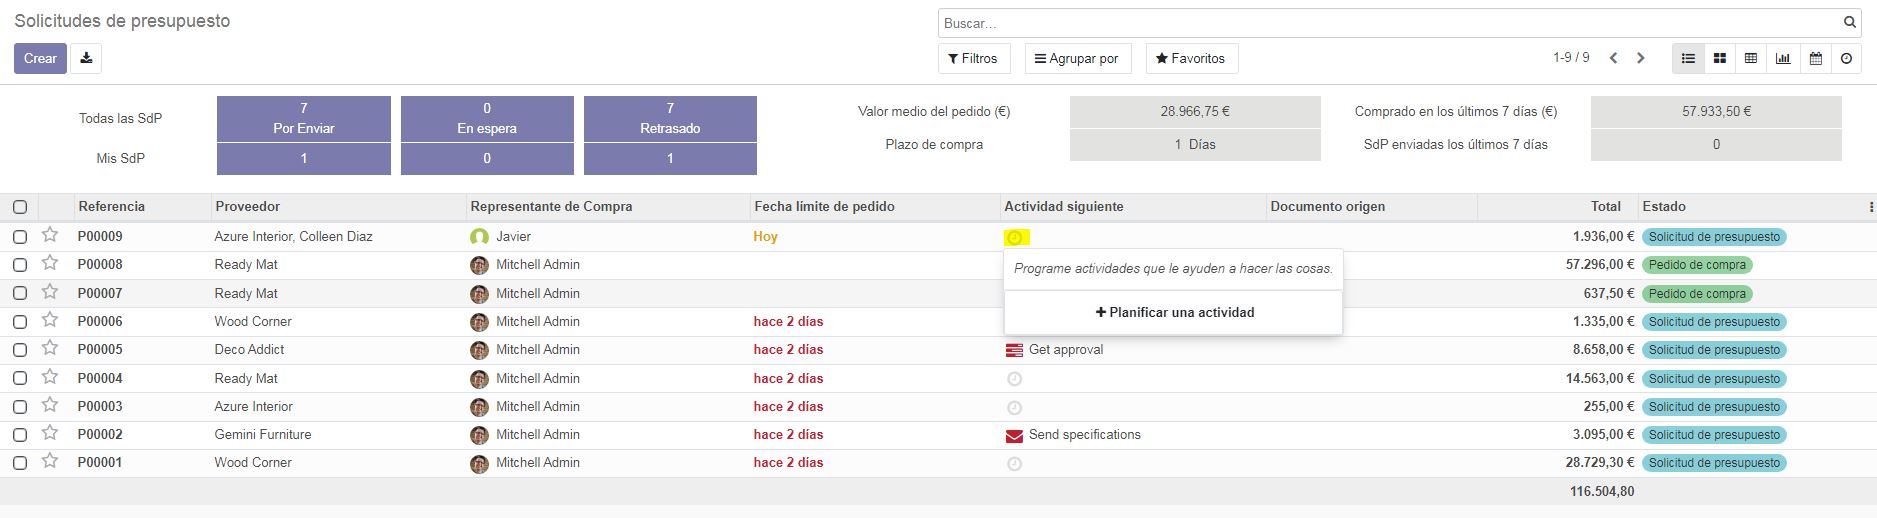 Solicitudes de presupuesto
Buscar...
Crear
Filtros Agrupar por Favoritos 1-9 / 9
Todas las SdP 7 Por Enviar 0 En espera 7 Retrasado
Mis SdP 1 0 1
Valor medio del pedido (€) 28.966,75 € Comprado en los últimos 7 días (€) 57.933,50 €
Plazo de compra 1 Días SdP enviadas los últimos 7 días 0
Referencia Proveedor Representante de Compra Fecha límite de pedido Actividad siguiente Documento origen Total Estado
P00009 Azure Interior, Colleen Diaz Javier Hoy 1.936,00 € Solicitud de presupuesto
Programe actividades que le ayuden a hacer las cosas.
+ Planificar una actividad
P00008 Ready Mat Mitchell Admin 57.296,00 € Pedido de compra
P00007 Ready Mat Mitchell Admin 637,50 € Pedido de compra
P00006 Wood Corner Mitchell Admin hace 2 días 1.335,00 € Solicitud de presupuesto
P00005 Deco Addict Mitchell Admin hace 2 días Get approval 8.658,00 € Solicitud de presupuesto
P00004 Ready Mat Mitchell Admin hace 2 días 14.563,00 € Solicitud de presupuesto
P00003 Azure Interior Mitchell Admin hace 2 días 255,00 € Solicitud de presupuesto
P00002 Gemini Furniture Mitchell Admin hace 2 días Send specifications 3.095,00 € Solicitud de presupuesto
P00001 Wood Corner Mitchell Admin hace 2 días 28.729,30 € Solicitud de presupuesto
116.504,80